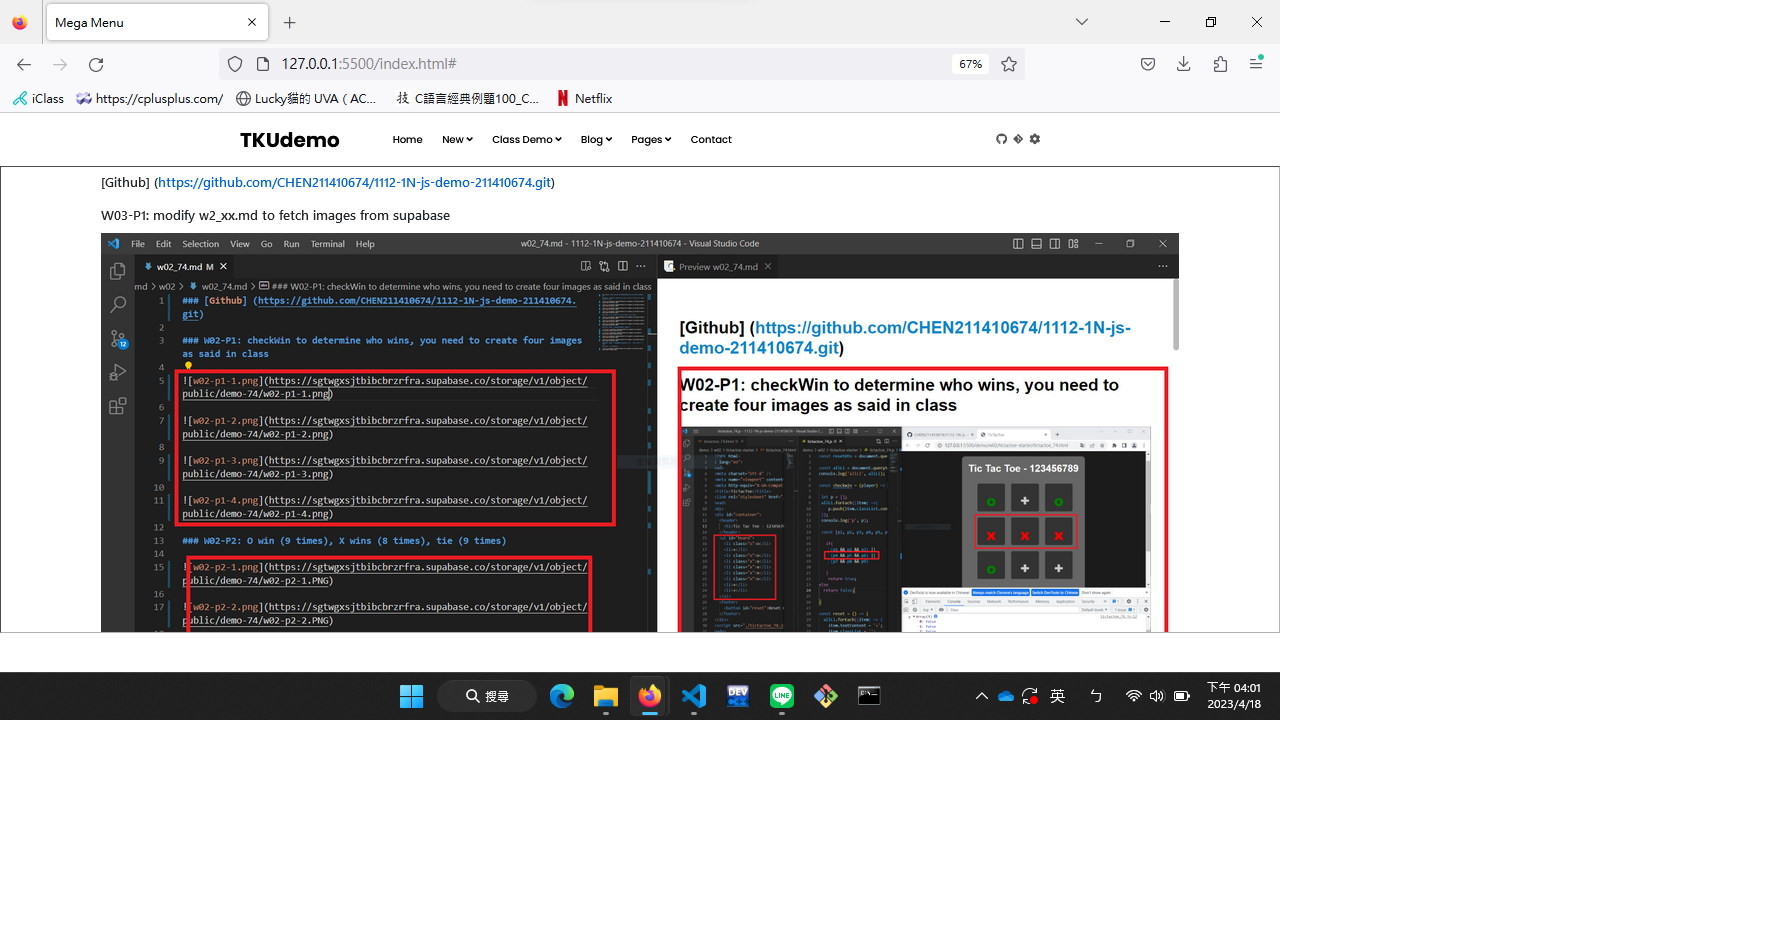 Mega Menu
127.0.0.1:5500/index.html#
67%
iClass
https://cplusplus.com/
Lucky貓的 UVA ( AC...
技 C語言經典例題100_C...
Netflix
TKUdemo
Home New Class Demo Blog Pages Contact
[Github] (https://github.com/CHEN211410674/1112-1N-js-demo-211410674.git)
W03-P1: modify w2_xx.md to fetch images from supabase
File Edit Selection View Go Run Terminal Help
w02_74.md - 1112-1N-js-demo-211410674 - Visual Studio Code
w02_74.md M
md > w02 > w02_74.md > ### W02-P1: checkWin to determine who wins, you need to create four images as said in class
1 ### [Github] (https://github.com/CHEN211410674/1112-1N-js-demo-211410674.
git)
2
3 ### W02-P1: checkWin to determine who wins, you need to create four images
as said in class
4
5 ![w02-p1-1.png](https://sgtwgxsjtbibcbrzrfra.supabase.co/storage/v1/object/
public/demo-74/w02-p1-1.png)
6
7 ![w02-p1-2.png](https://sgtwgxsjtbibcbrzrfra.supabase.co/storage/v1/object/
public/demo-74/w02-p1-2.png)
8
9 ![w02-p1-3.png](https://sgtwgxsjtbibcbrzrfra.supabase.co/storage/v1/object/
public/demo-74/w02-p1-3.png)
10
11 ![w02-p1-4.png](https://sgtwgxsjtbibcbrzrfra.supabase.co/storage/v1/object/
public/demo-74/w02-p1-4.png)
12
13 ### W02-P2: O win (9 times), X wins (8 times), tie (9 times)
14
15 ![w02-p2-1.png](https://sgtwgxsjtbibcbrzrfra.supabase.co/storage/v1/object/
public/demo-74/w02-p2-1.PNG)
16
17 ![w02-p2-2.png](https://sgtwgxsjtbibcbrzrfra.supabase.co/storage/v1/object/
public/demo-74/w02-p2-2.PNG)
12
Preview w02_74.md
[Github] (https://github.com/CHEN211410674/1112-1N-js-
demo-211410674.git)
W02-P1: checkWin to determine who wins, you need to
create four images as said in class
Tic Tac Toe - 123456789
o + o
x x x
o + +
搜尋
DEV
LINE
英
ㄅ
下午 04:01
2023/4/18